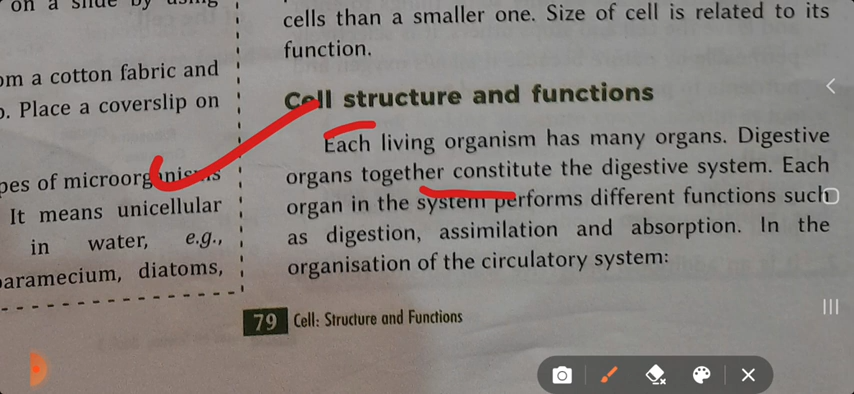 on a slide by using
om a cotton fabric and
. Place a coverslip on
pes of microorganisms
It means unicellular
in water, e.g.,
paramecium, diatoms,
cells than a smaller one. Size of cell is related to its
function.
Cell structure and functions
Each living organism has many organs. Digestive
organs together constitute the digestive system. Each
organ in the system performs different functions such
as digestion, assimilation and absorption. In the
organisation of the circulatory system:
79 Cell: Structure and Functions